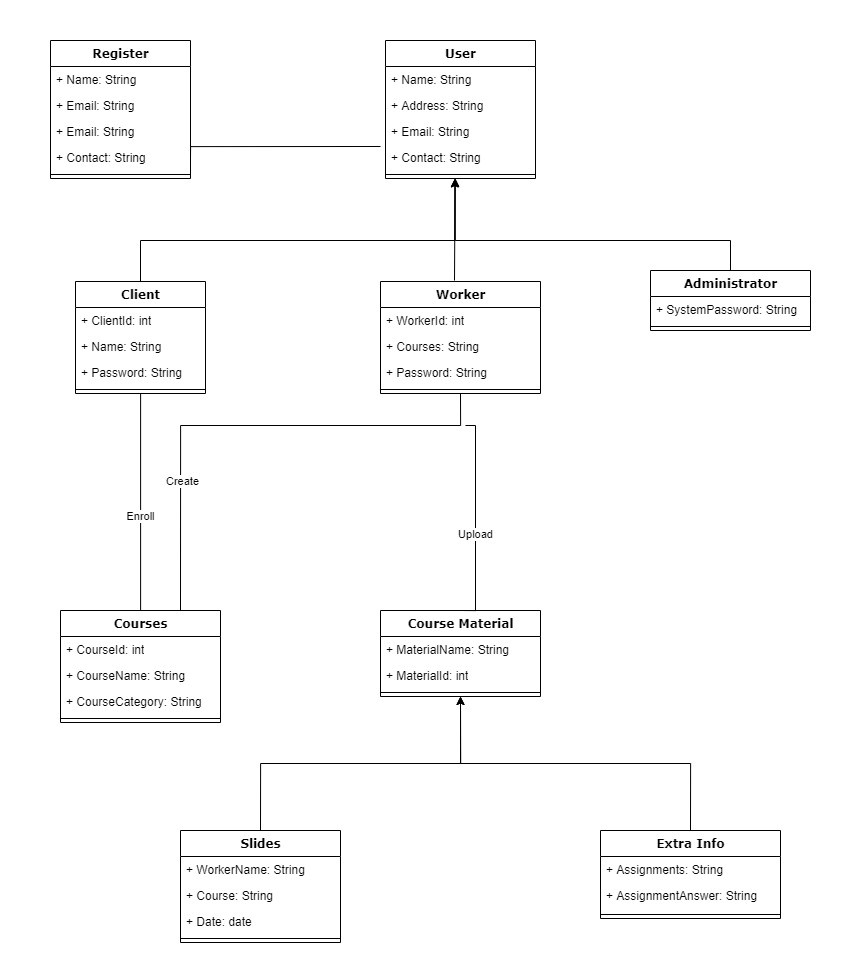 Register
+ Name: String
+ Email: String
+ Email: String
+ Contact: String
User
+ Name: String
+ Address: String
+ Email: String
+ Contact: String
Client
+ ClientId: int
+ Name: String
+ Password: String
Worker
+ WorkerId: int
+ Courses: String
+ Password: String
Administrator
+ SystemPassword: String
Create
Enroll
Upload
Courses
+ CourseId: int
+ CourseName: String
+ CourseCategory: String
Course Material
+ MaterialName: String
+ MaterialId: int
Slides
+ WorkerName: String
+ Course: String
+ Date: date
Extra Info
+ Assignments: String
+ AssignmentAnswer: String